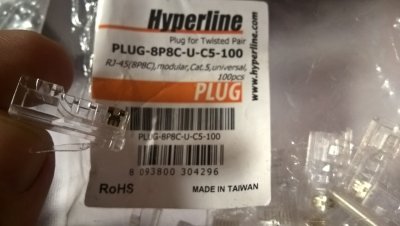 Hyperline
Plug for Twisted Pair
PLUG-8P8C-U-C5-100
RJ-45(8P8C),modular,Cat.5,universal,
100pcs
PLUG
www.hyperline.com
PLUG-8P8C-U-C5-100
8 093800 304296
RoHS
MADE IN TAIWAN